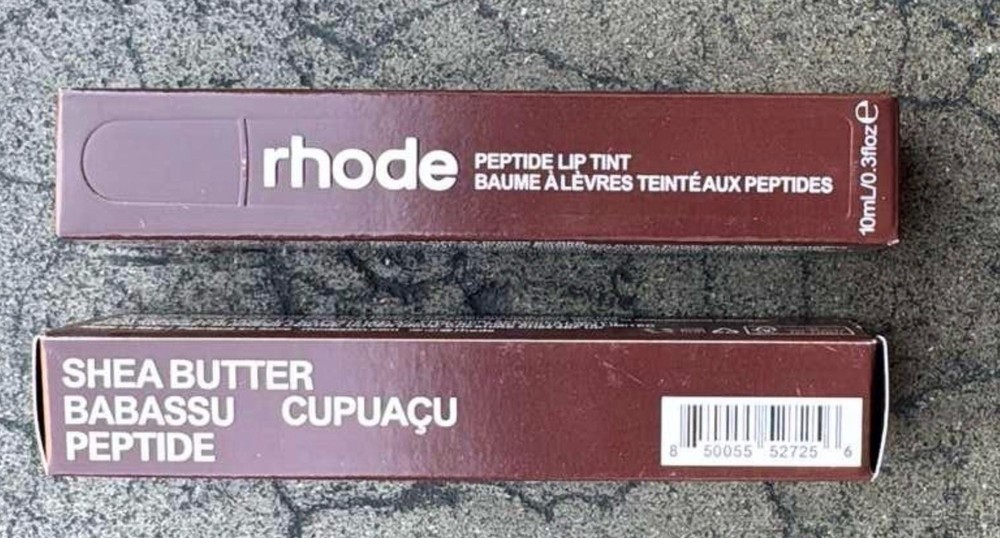 rhode
PEPTIDE LIP TINT
BAUME À LÈVRES TEINTÉ AUX PEPTIDES
10mL/0.3floz℮
SHEA BUTTER
BABASSU CUPUAÇU
PEPTIDE
8 50055 52725 6